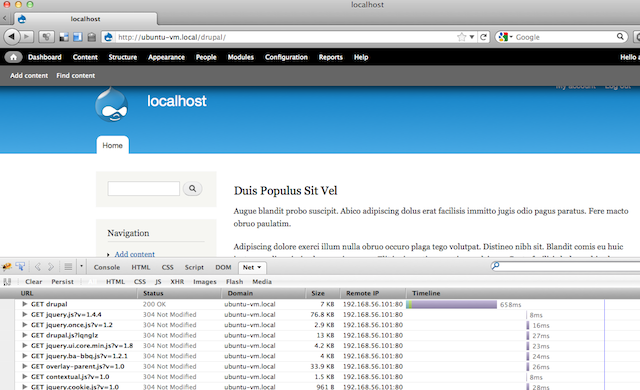 localhost
localhost
http://ubuntu-vm.local/drupal/
Google
Dashboard Content Structure Appearance People Modules Configuration Reports Help Hello a
Add content Find content
My account Log out
localhost
Home
Duis Populus Sit Vel
Augue blandit probo suscipit. Abico adipiscing dolus erat facilisis immitto jugis odio pagus paratus. Fere macto
obruo paulatim.
Navigation
Add content
Adipiscing dolore exerci illum nulla obruo occuro plaga tego volutpat. Distineo nihil sit. Blandit comis eu huic
Console HTML CSS Script DOM Net
Clear Persist All HTML CSS JS XHR Images Flash Media
URL Status Domain Size Remote IP Timeline
GET drupal 200 OK ubuntu-vm.local 7 KB 192.168.56.101:80 658ms
GET jquery.js?v=1.4.4 304 Not Modified ubuntu-vm.local 76.8 KB 192.168.56.101:80 8ms
GET jquery.once.js?v=1.2 304 Not Modified ubuntu-vm.local 2.9 KB 192.168.56.101:80 16ms
GET drupal.js?lqnglz 304 Not Modified ubuntu-vm.local 13 KB 192.168.56.101:80 27ms
GET jquery.ui.core.min.js?v=1.8 304 Not Modified ubuntu-vm.local 4.2 KB 192.168.56.101:80 23ms
GET jquery.ba-bbq.js?v=1.2.1 304 Not Modified ubuntu-vm.local 4 KB 192.168.56.101:80 24ms
GET overlay-parent.js?v=1.0 304 Not Modified ubuntu-vm.local 33.9 KB 192.168.56.101:80 26ms
GET contextual.js?v=1.0 304 Not Modified ubuntu-vm.local 1.5 KB 192.168.56.101:80 8ms
GET jquery.cookie.js?v=1.0 304 Not Modified ubuntu-vm.local 961 B 192.168.56.101:80 28ms